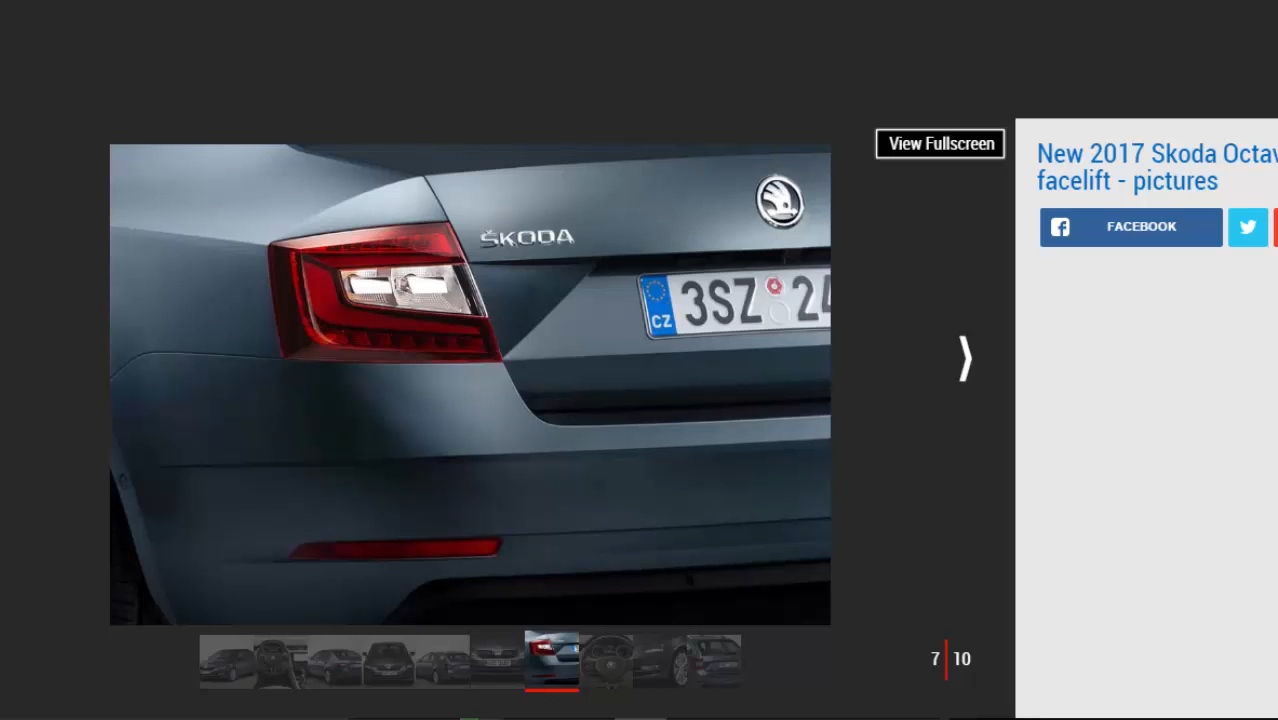 View Fullscreen
New 2017 Skoda Octav
facelift - pictures
FACEBOOK
ŠKODA
CZ 3SZ 24
7 10